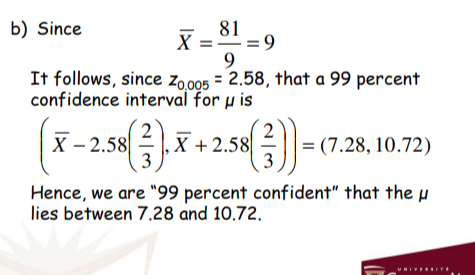 b) Since
X̄ = 81/9 = 9
It follows, since z₀.₀₀₅ = 2.58, that a 99 percent
confidence interval for μ is
(X̄ − 2.58(2/3), X̄ + 2.58(2/3)) = (7.28, 10.72)
Hence, we are "99 percent confident" that the μ
lies between 7.28 and 10.72.
UNIVERSITY